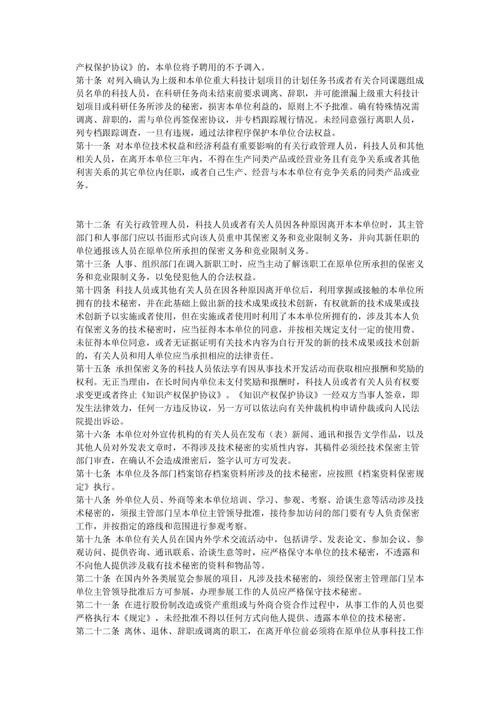 产权保护协议》的，本单位将予聘用的不予调入。
第十条 对列入确认为上级和本单位重大科技计划项目的计划任务书或者有关合同课题组成
员名单的科技人员，在科研任务尚未结束前要求调离、辞职，并可能泄漏上级重大科技计
划项目或科研任务所涉及的秘密，损害本单位利益的，原则上不予批准。确有特殊情况需
调离、辞职的，需与单位再签保密协议，并专档跟踪履行情况。未经同意强行离职人员，
列专档跟踪调查，一旦有违规，通过法律程序保护本单位合法权益。
第十一条 对本单位技术权益和经济利益有重要影响的有关行政管理人员，科技人员和其他
相关人员，在离开本单位三年内，不得在生产同类产品或经营业务且有竞争关系或者其他
利害关系的其它单位内任职，或者自己生产、经营与本本单位有竞争关系的同类产品或业
务。
第十二条 有关行政管理人员，科技人员或者有关人员因各种原因离开本本单位时，其主管
部门和人事部门应以书面形式向该人员重申其保密义务和竞业限制义务，并向其新任职的
单位通报该人员在原单位所承担的保密义务和竞业限制义务。
第十三条 人事、组织部门在调入新职工时，应当主动了解该职工在原单位所承担的保密义
务和竞业限制义务，以免侵犯他人的合法权益。
第十四条 科技人员或其他有关人员在因各种原因离开单位后，利用掌握或接触的本单位所
拥有的技术秘密，并在此基础上做出新的技术成果或技术创新，有权就新的技术成果或技
术创新予以实施或者使用，但在实施或者使用时利用了本本单位所拥有的，涉及其本人负
有保密义务的技术秘密时，应当征得本本单位的同意，并按相关规定支付一定的使用费。
未征得本单位同意，或者无证据证明有关技术内容为自行开发的新的技术成果或技术创新
的，有关人员和用人单位应当承担相应的法律责任。
第十五条 承担保密义务的科技人员依法享有因从事技术开发活动而获取相应报酬和奖励的
权利。无正当理由，在长时间内单位未支付奖励和报酬时，科技人员或者有关人员有权要
求变更或者终止《知识产权保护协议》。《知识产权保护协议》一经双方当事人签章，即
发生法律效力，任何一方违反协议，另一方可以依法向有关仲裁机构申请仲裁或向人民法
院提出诉讼。
第十六条 本单位对外宣传机构的有关人员在发布（表）新闻、通讯和报告文学作品，以及
其他人员对外发表文章时，不得涉及技术秘密的实质性内容，其稿件必须经技术保密主管
部门审查，在确认不会造成泄密后，签字认可方可发表。
第十七条 本单位及各部门档案馆存档案资料所涉及的技术秘密，应按照《档案资料保密规
定》执行。
第十八条 外单位人员、外商等来本单位培训、学习、参观、考察、洽谈生意等活动涉及技
术秘密的，须报主管部门呈本单位主管领导批准，接待参加访问的部门要有专人负责保密
工作，并按指定的路线和范围进行参观考察。
第十九条 本单位有关人员在国内外学术交流活动中，包括讲学、发表论文、参加会议、参
观访问、提供咨询、通讯联系、洽谈生意等时，应严格保守本单位的技术秘密，不透露和
不向他人提供涉及载有技术秘密的资料和物品等。
第二十条 在国内外各类展览会参展的项目，凡涉及技术秘密的，须经保密主管理部门呈本
单位主管领导批准后方可参展，办理参展工作的人员应严格保守技术秘密。
第二十一条 在进行股份制改造或资产重组或与外商合资合作过程中，从事工作的人员也要
严格执行本《规定》，未经批准不得以任何方式向他人提供、透露本单位的技术秘密。
第二十二条 离休、退休、辞职或调离的职工，在离开单位前必须将在原单位从事科技工作